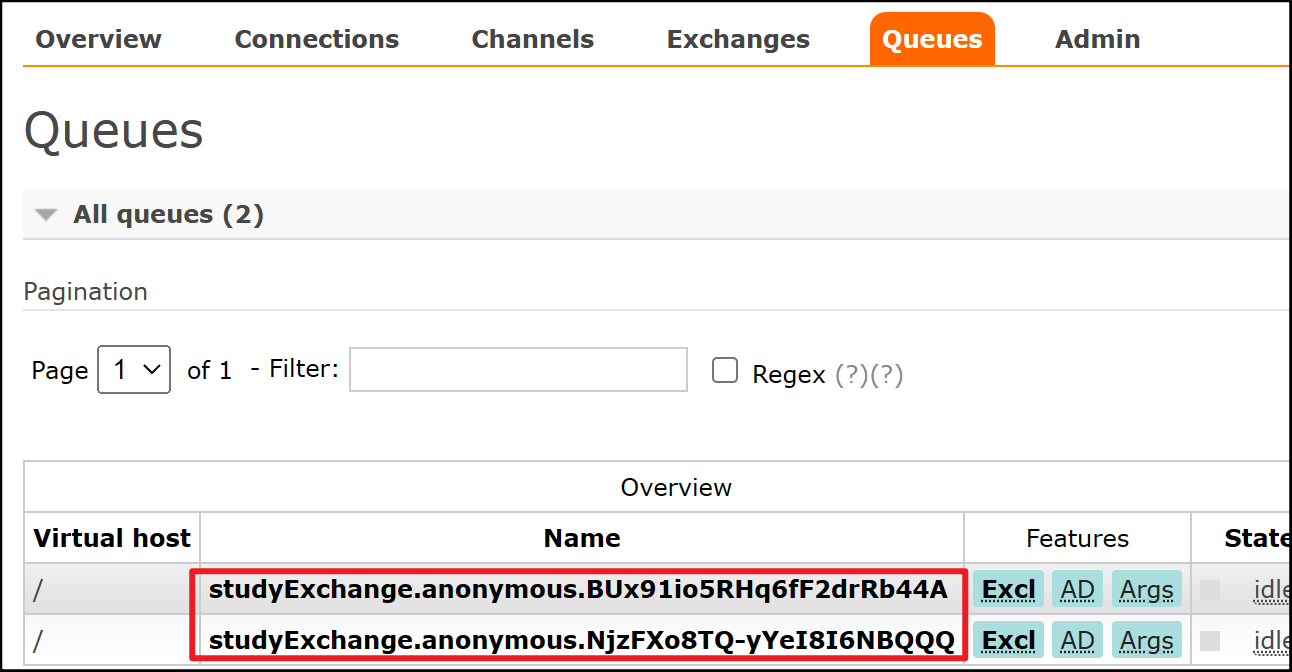 Overview Connections Channels Exchanges Queues Admin
Queues
All queues (2)
Pagination
Page 1 of 1 - Filter: Regex (?)(?)
Overview
Virtual host Name Features State
/ studyExchange.anonymous.BUx91io5RHq6fF2drRb44A Excl AD Args idle
/ studyExchange.anonymous.NjzFXo8TQ-yYeI8I6NBQQQ Excl AD Args idle